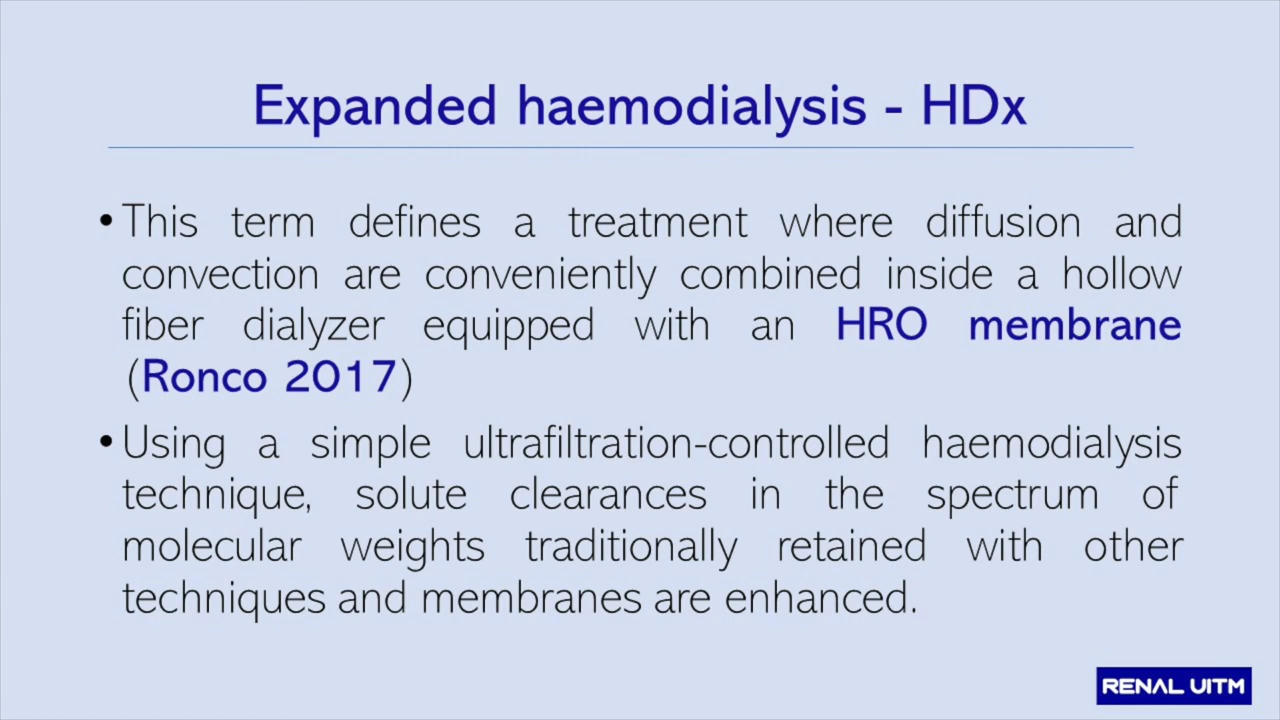 Expanded haemodialysis - HDx
• This term defines a treatment where diffusion and
convection are conveniently combined inside a hollow
fiber dialyzer equipped with an HRO membrane
(Ronco 2017)
• Using a simple ultrafiltration-controlled haemodialysis
technique, solute clearances in the spectrum of
molecular weights traditionally retained with other
techniques and membranes are enhanced.
RENAL UITM